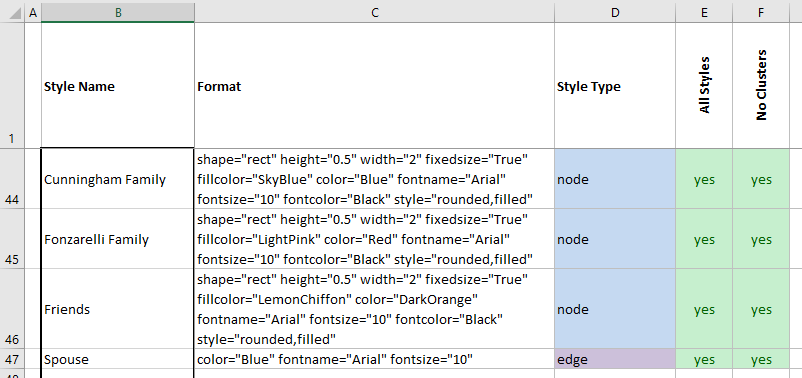 A B C D E F
1 Style Name Format Style Type All Styles No Clusters
shape="rect" height="0.5" width="2" fixedsize="True"
44 Cunningham Family fillcolor="SkyBlue" color="Blue" fontname="Arial" node yes yes
fontsize="10" fontcolor="Black" style="rounded,filled"
shape="rect" height="0.5" width="2" fixedsize="True"
45 Fonzarelli Family fillcolor="LightPink" color="Red" fontname="Arial" node yes yes
fontsize="10" fontcolor="Black" style="rounded,filled"
shape="rect" height="0.5" width="2" fixedsize="True"
fillcolor="LemonChiffon" color="DarkOrange"
46 Friends fontname="Arial" fontsize="10" fontcolor="Black" node yes yes
style="rounded,filled"
47 Spouse color="Blue" fontname="Arial" fontsize="10" edge yes yes